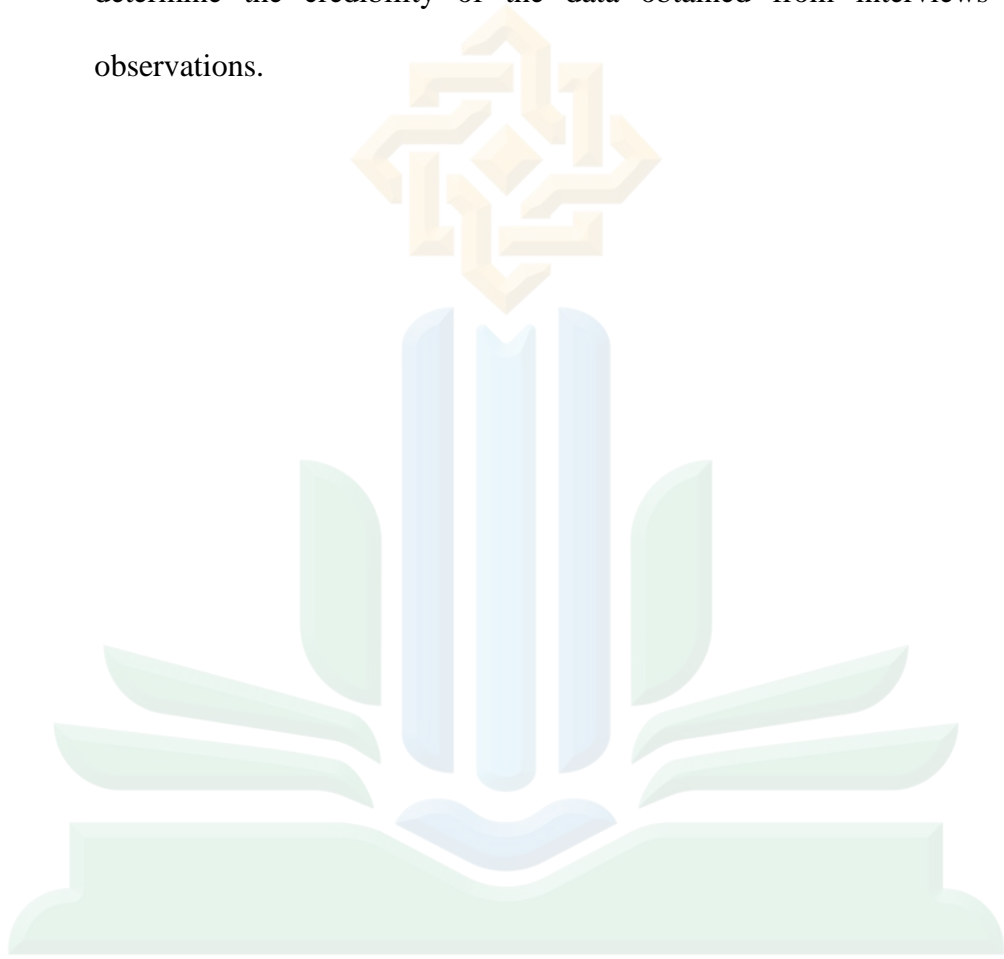 determine the credibility of the data obtained from interviews
observations.